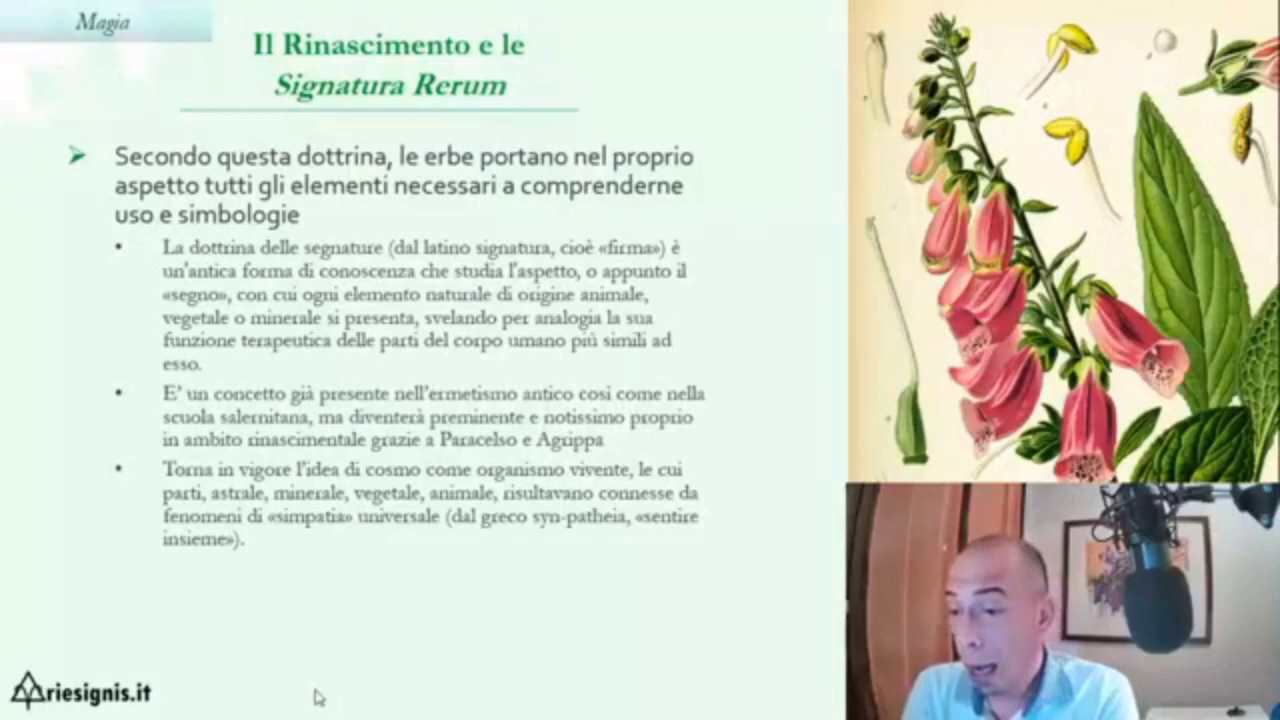 Magia
Il Rinascimento e le
Signatura Rerum
Secondo questa dottrina, le erbe portano nel proprio
aspetto tutti gli elementi necessari a comprenderne
uso e simbologie
La dottrina delle segnature (dal latino signatura, cioè «firma») è
un'antica forma di conoscenza che studia l'aspetto, o appunto il
«segno», con cui ogni elemento naturale di origine animale,
vegetale o minerale si presenta, svelando per analogia la sua
funzione terapeutica delle parti del corpo umano più simili ad
esso.
E' un concetto già presente nell'ermetismo antico così come nella
scuola salernitana, ma diventerà preminente e notissimo proprio
in ambito rinascimentale grazie a Paracelso e Agrippa
Torna in vigore l'idea di cosmo come organismo vivente, le cui
parti, astrale, minerale, vegetale, animale, risultavano connesse da
fenomeni di «simpatia» universale (dal greco syn-patheia, «sentire
insieme»).
riesignis.it